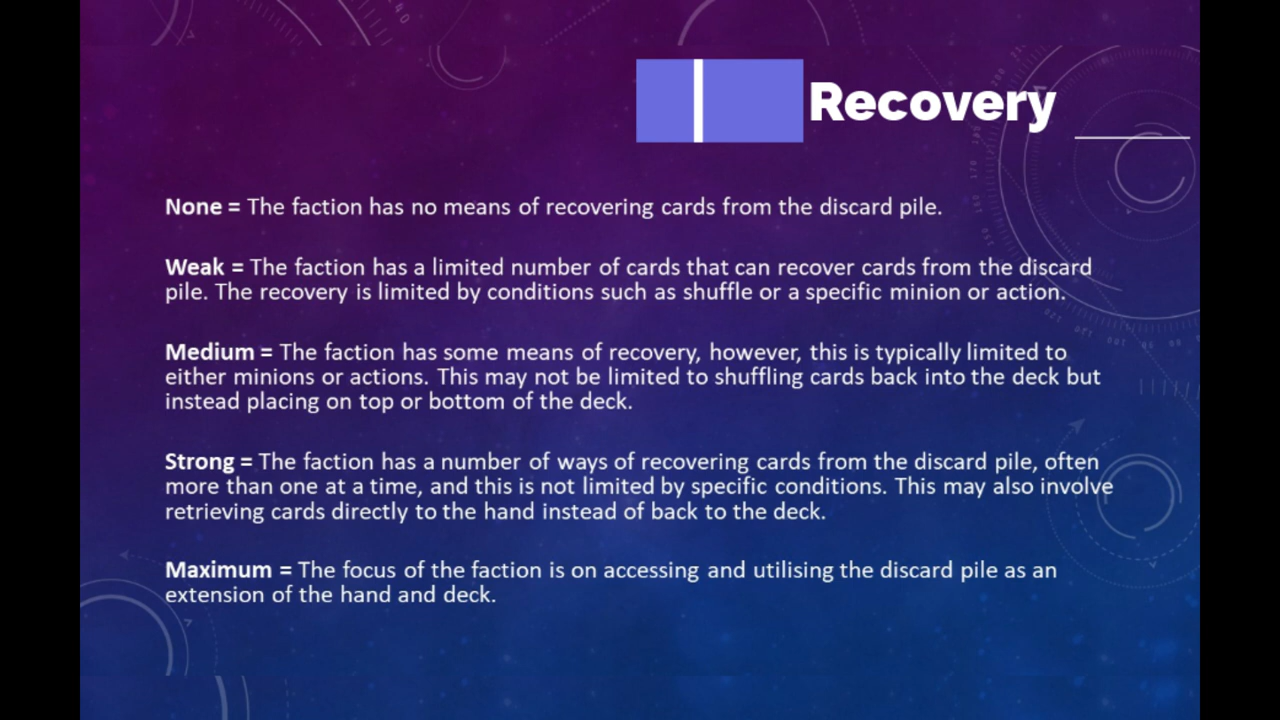 Recovery
None = The faction has no means of recovering cards from the discard pile.
Weak = The faction has a limited number of cards that can recover cards from the discard
pile. The recovery is limited by conditions such as shuffle or a specific minion or action.
Medium = The faction has some means of recovery, however, this is typically limited to
either minions or actions. This may not be limited to shuffling cards back into the deck but
instead placing on top or bottom of the deck.
Strong = The faction has a number of ways of recovering cards from the discard pile, often
more than one at a time, and this is not limited by specific conditions. This may also involve
retrieving cards directly to the hand instead of back to the deck.
Maximum = The focus of the faction is on accessing and utilising the discard pile as an
extension of the hand and deck.